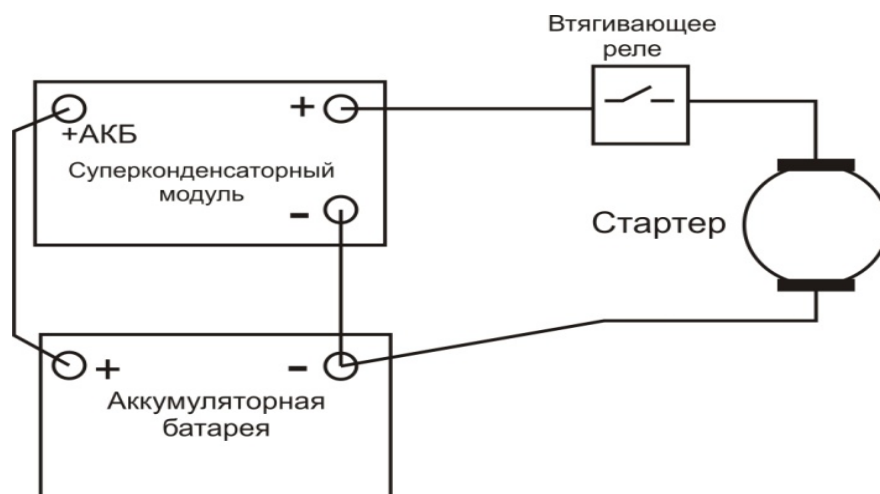 Втягивающее
реле
+
+АКБ
Суперконденсаторный
модуль
-
Стартер
+ -
Аккумуляторная
батарея